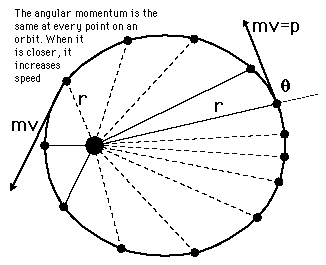 The angular momentum is the
same at every point on an
orbit. When it
is closer, it
increases
speed
mv=p
θ
r
r
mv